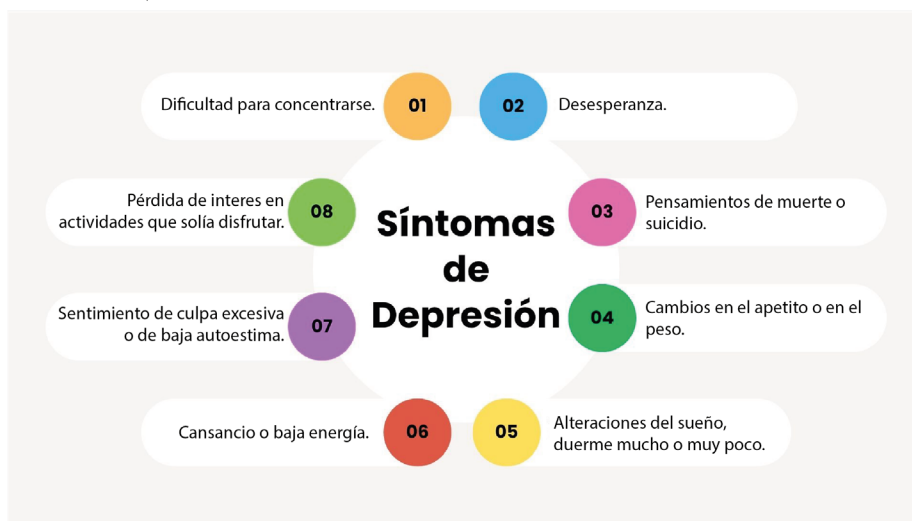 01
Dificultad para concentrarse.
02
Desesperanza.
03
Pensamientos de muerte o
suicidio.
04
Cambios en el apetito o en el
peso.
05
Alteraciones del sueño,
duerme mucho o muy poco.
06
Cansancio o baja energía.
07
Sentimiento de culpa excesiva
o de baja autoestima.
08
Pérdida de interes en
actividades que solía disfrutar.
Síntomas
de
Depresión